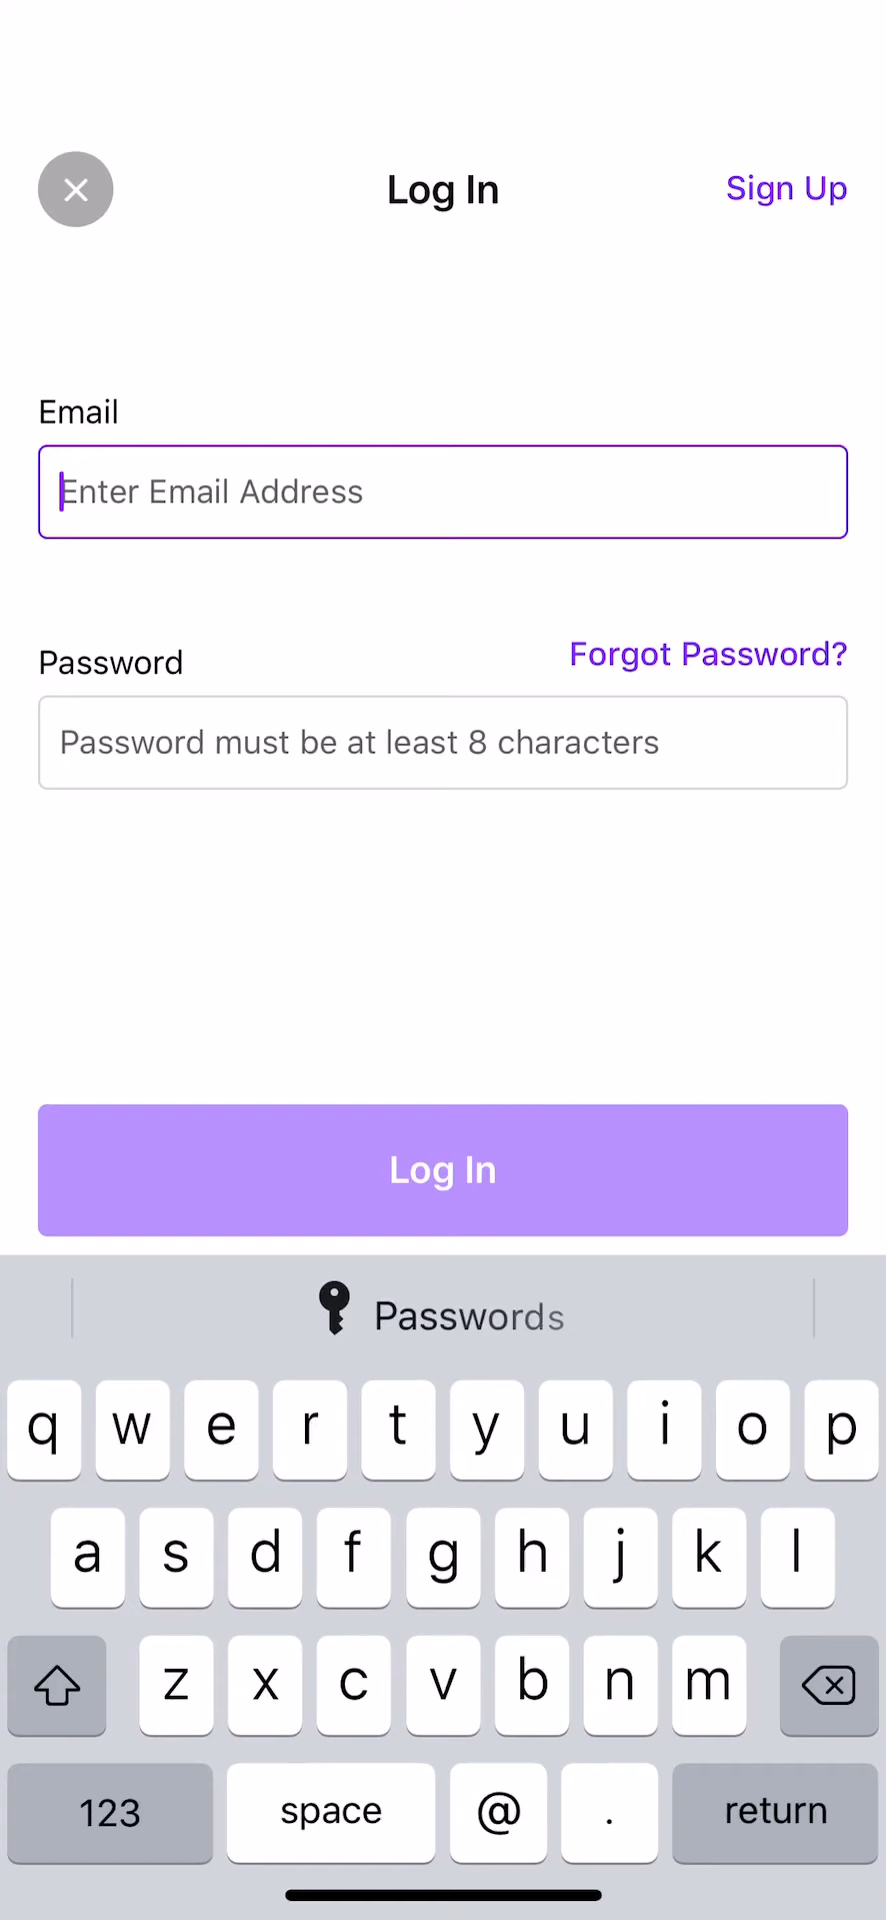 Log In
Sign Up
Email
Enter Email Address
Password
Forgot Password?
Password must be at least 8 characters
Log In
Passwords
q w e r t y u i o p
a s d f g h j k l
z x c v b n m
123 space @ . return